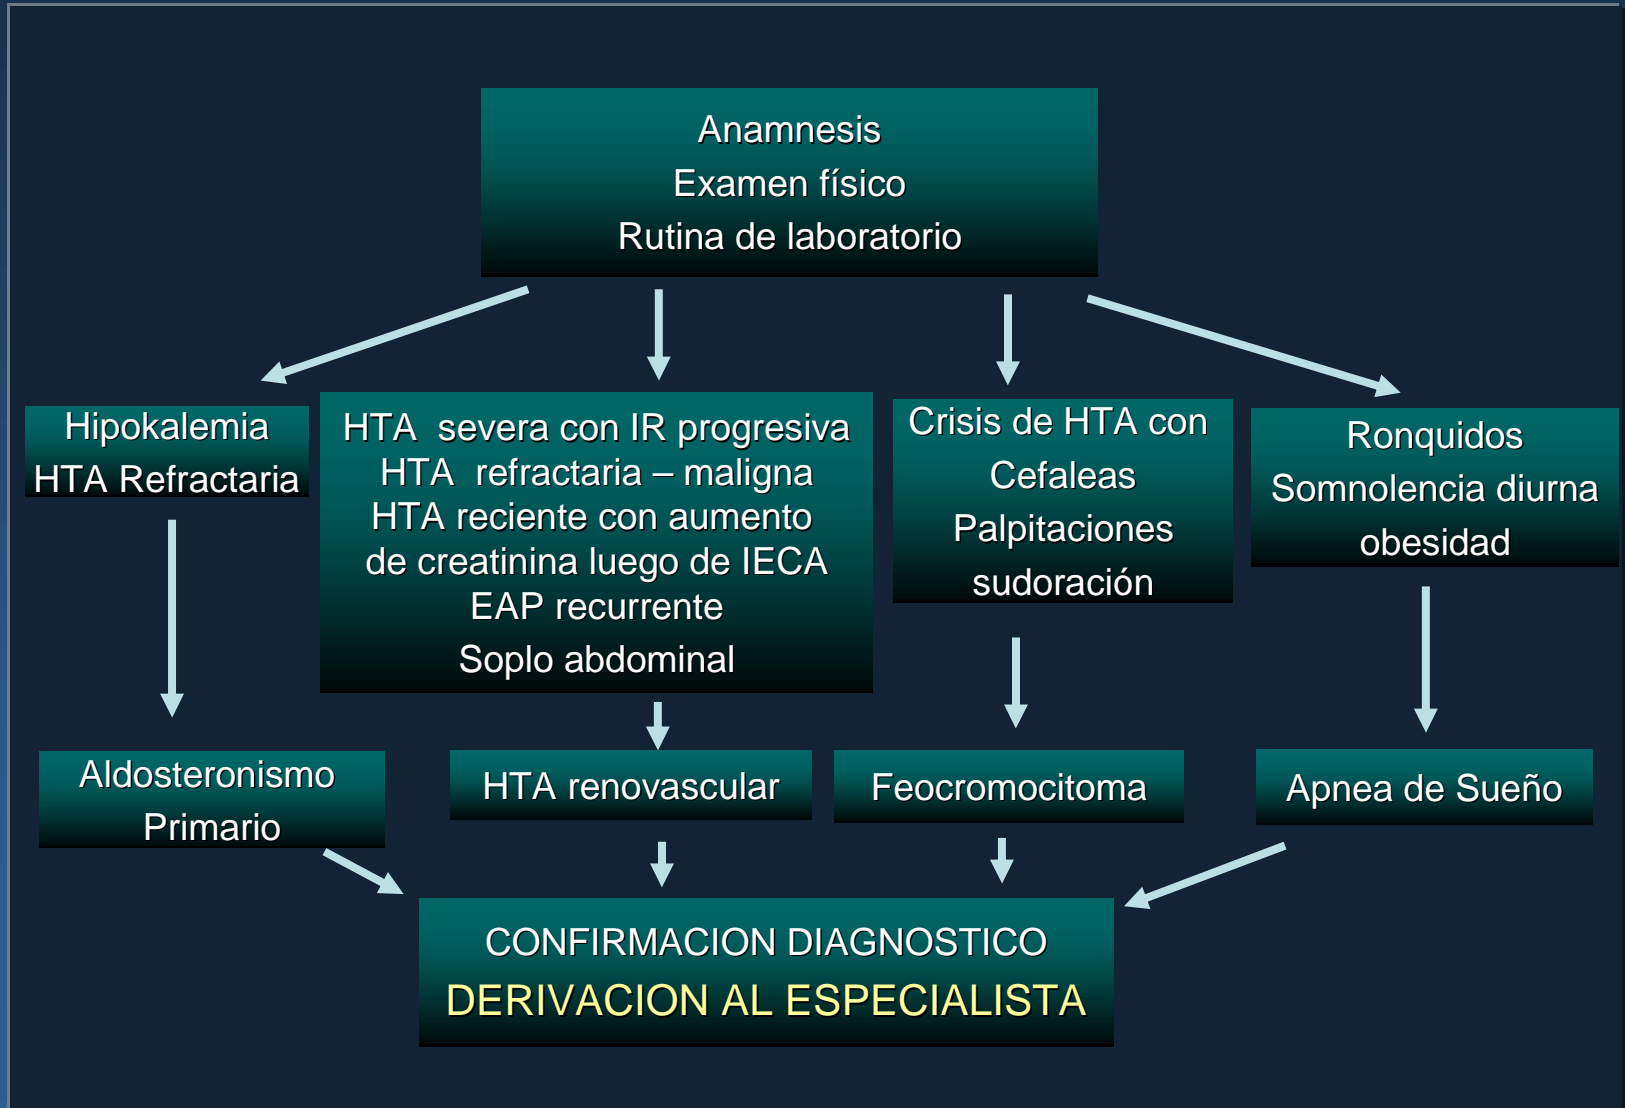 Anamnesis
Examen físico
Rutina de laboratorio
Hipokalemia
HTA Refractaria
HTA severa con IR progresiva
HTA refractaria – maligna
HTA reciente con aumento
de creatinina luego de IECA
EAP recurrente
Soplo abdominal
Crisis de HTA con
Cefaleas
Palpitaciones
sudoración
Ronquidos
Somnolencia diurna
obesidad
Aldosteronismo
Primario
HTA renovascular
Feocromocitoma
Apnea de Sueño
CONFIRMACION DIAGNOSTICO
DERIVACION AL ESPECIALISTA